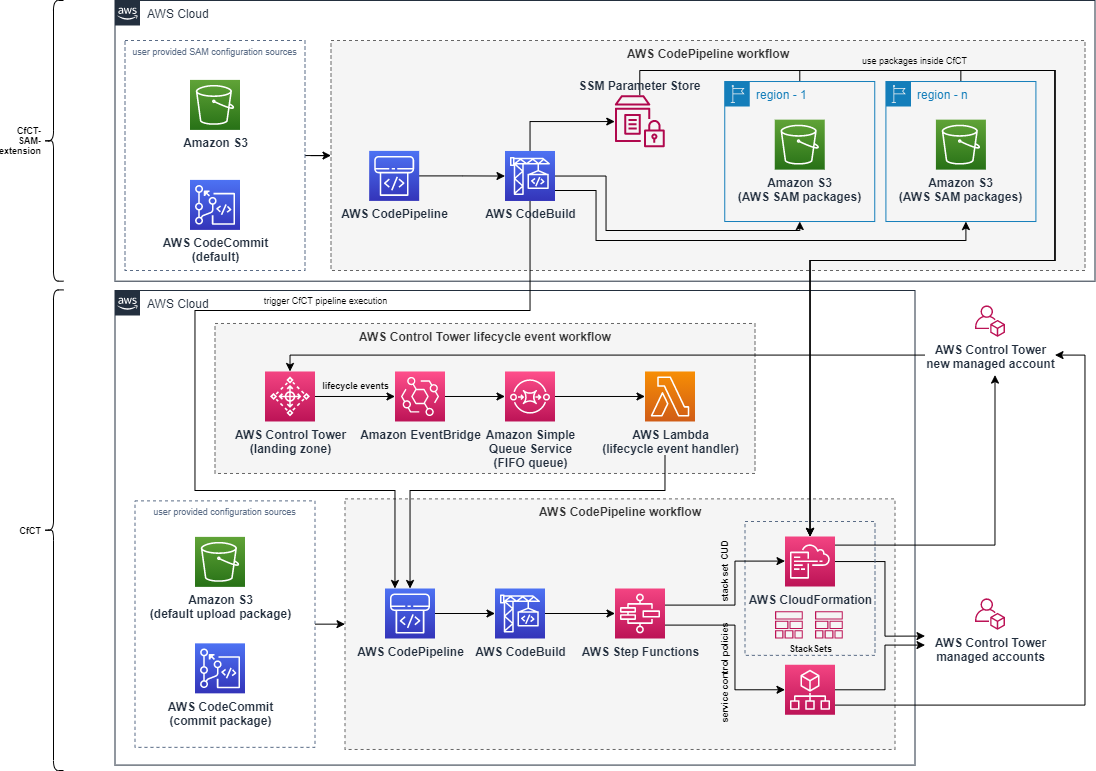 aws
AWS Cloud
CfCT-
SAM-
extension
user provided SAM configuration sources
Amazon S3
AWS CodeCommit
(default)
AWS CodePipeline workflow
use packages inside CfCT
SSM Parameter Store
AWS CodePipeline
AWS CodeBuild
region - 1
Amazon S3
(AWS SAM packages)
region - n
Amazon S3
(AWS SAM packages)
aws
AWS Cloud
trigger CfCT pipeline execution
CfCT
AWS Control Tower lifecycle event workflow
lifecycle events
AWS Control Tower
(landing zone)
Amazon EventBridge
Amazon Simple
Queue Service
(FIFO queue)
AWS Lambda
(lifecycle event handler)
AWS Control Tower
new managed account
user provided configuration sources
Amazon S3
(default upload package)
AWS CodeCommit
(commit package)
AWS CodePipeline workflow
AWS CodePipeline
AWS CodeBuild
AWS Step Functions
stack set CUD
service control policies
AWS CloudFormation
StackSets
AWS Control Tower
managed accounts